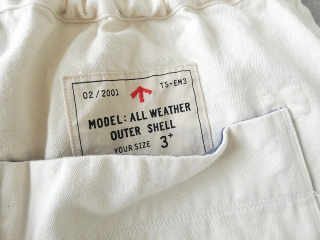 02/2001 TS-EM3
MODEL: ALL WEATHER
OUTER SHELL
YOUR SIZE 3+